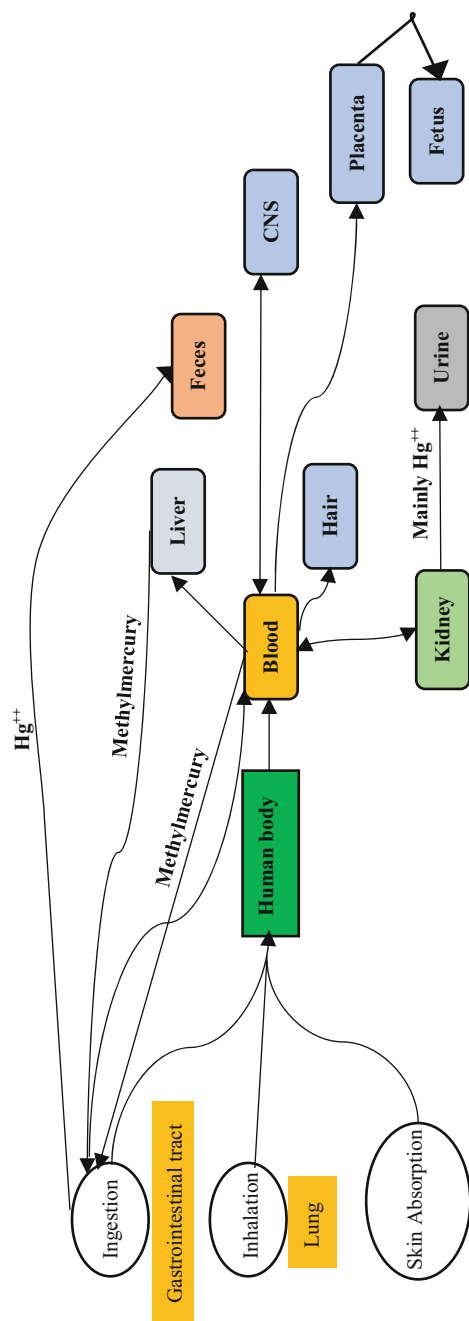 Ingestion
Gastrointestinal tract
Inhalation
Lung
Skin Absorption
Human body
Hg⁺⁺
Methylmercury
Methylmercury
Blood
Liver
Feces
Hair
CNS
Kidney
Mainly Hg⁺⁺
Urine
Placenta
Fetus